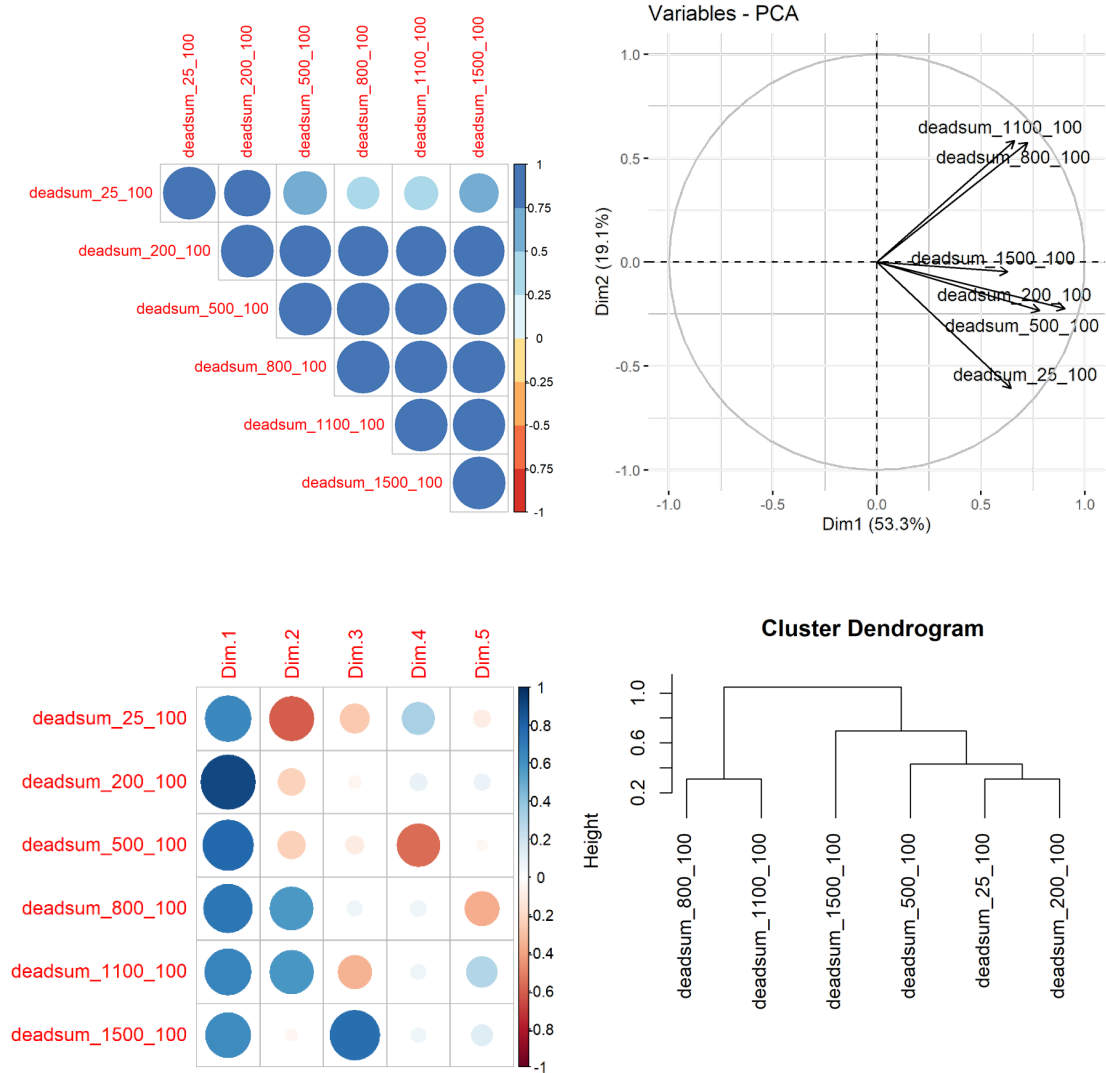 deadsum_25_100
deadsum_200_100
deadsum_500_100
deadsum_800_100
deadsum_1100_100
deadsum_1500_100
deadsum_25_100
deadsum_200_100
deadsum_500_100
deadsum_800_100
deadsum_1100_100
deadsum_1500_100
1
0.75
0.5
0.25
0
-0.25
-0.5
-0.75
-1
Variables - PCA
1.0
0.5
0.0
-0.5
-1.0
Dim2 (19.1%)
deadsum_1100_100
deadsum_800_100
deadsum_1500_100
deadsum_200_100
deadsum_500_100
deadsum_25_100
-1.0 -0.5 0.0 0.5 1.0
Dim1 (53.3%)
Dim.1
Dim.2
Dim.3
Dim.4
Dim.5
deadsum_25_100
deadsum_200_100
deadsum_500_100
deadsum_800_100
deadsum_1100_100
deadsum_1500_100
1
0.8
0.6
0.4
0.2
0
-0.2
-0.4
-0.6
-0.8
-1
Cluster Dendrogram
Height
1.0
0.6
0.2
deadsum_800_100
deadsum_1100_100
deadsum_1500_100
deadsum_500_100
deadsum_25_100
deadsum_200_100